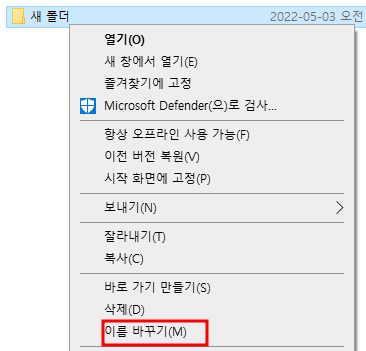 새 폴더 2022-05-03 오전
열기(O)
새 창에서 열기(E)
즐겨찾기에 고정
Microsoft Defender(으)로 검사...
항상 오프라인 사용 가능(F)
이전 버전 복원(V)
시작 화면에 고정(P)
보내기(N)
잘라내기(T)
복사(C)
바로 가기 만들기(S)
삭제(D)
이름 바꾸기(M)